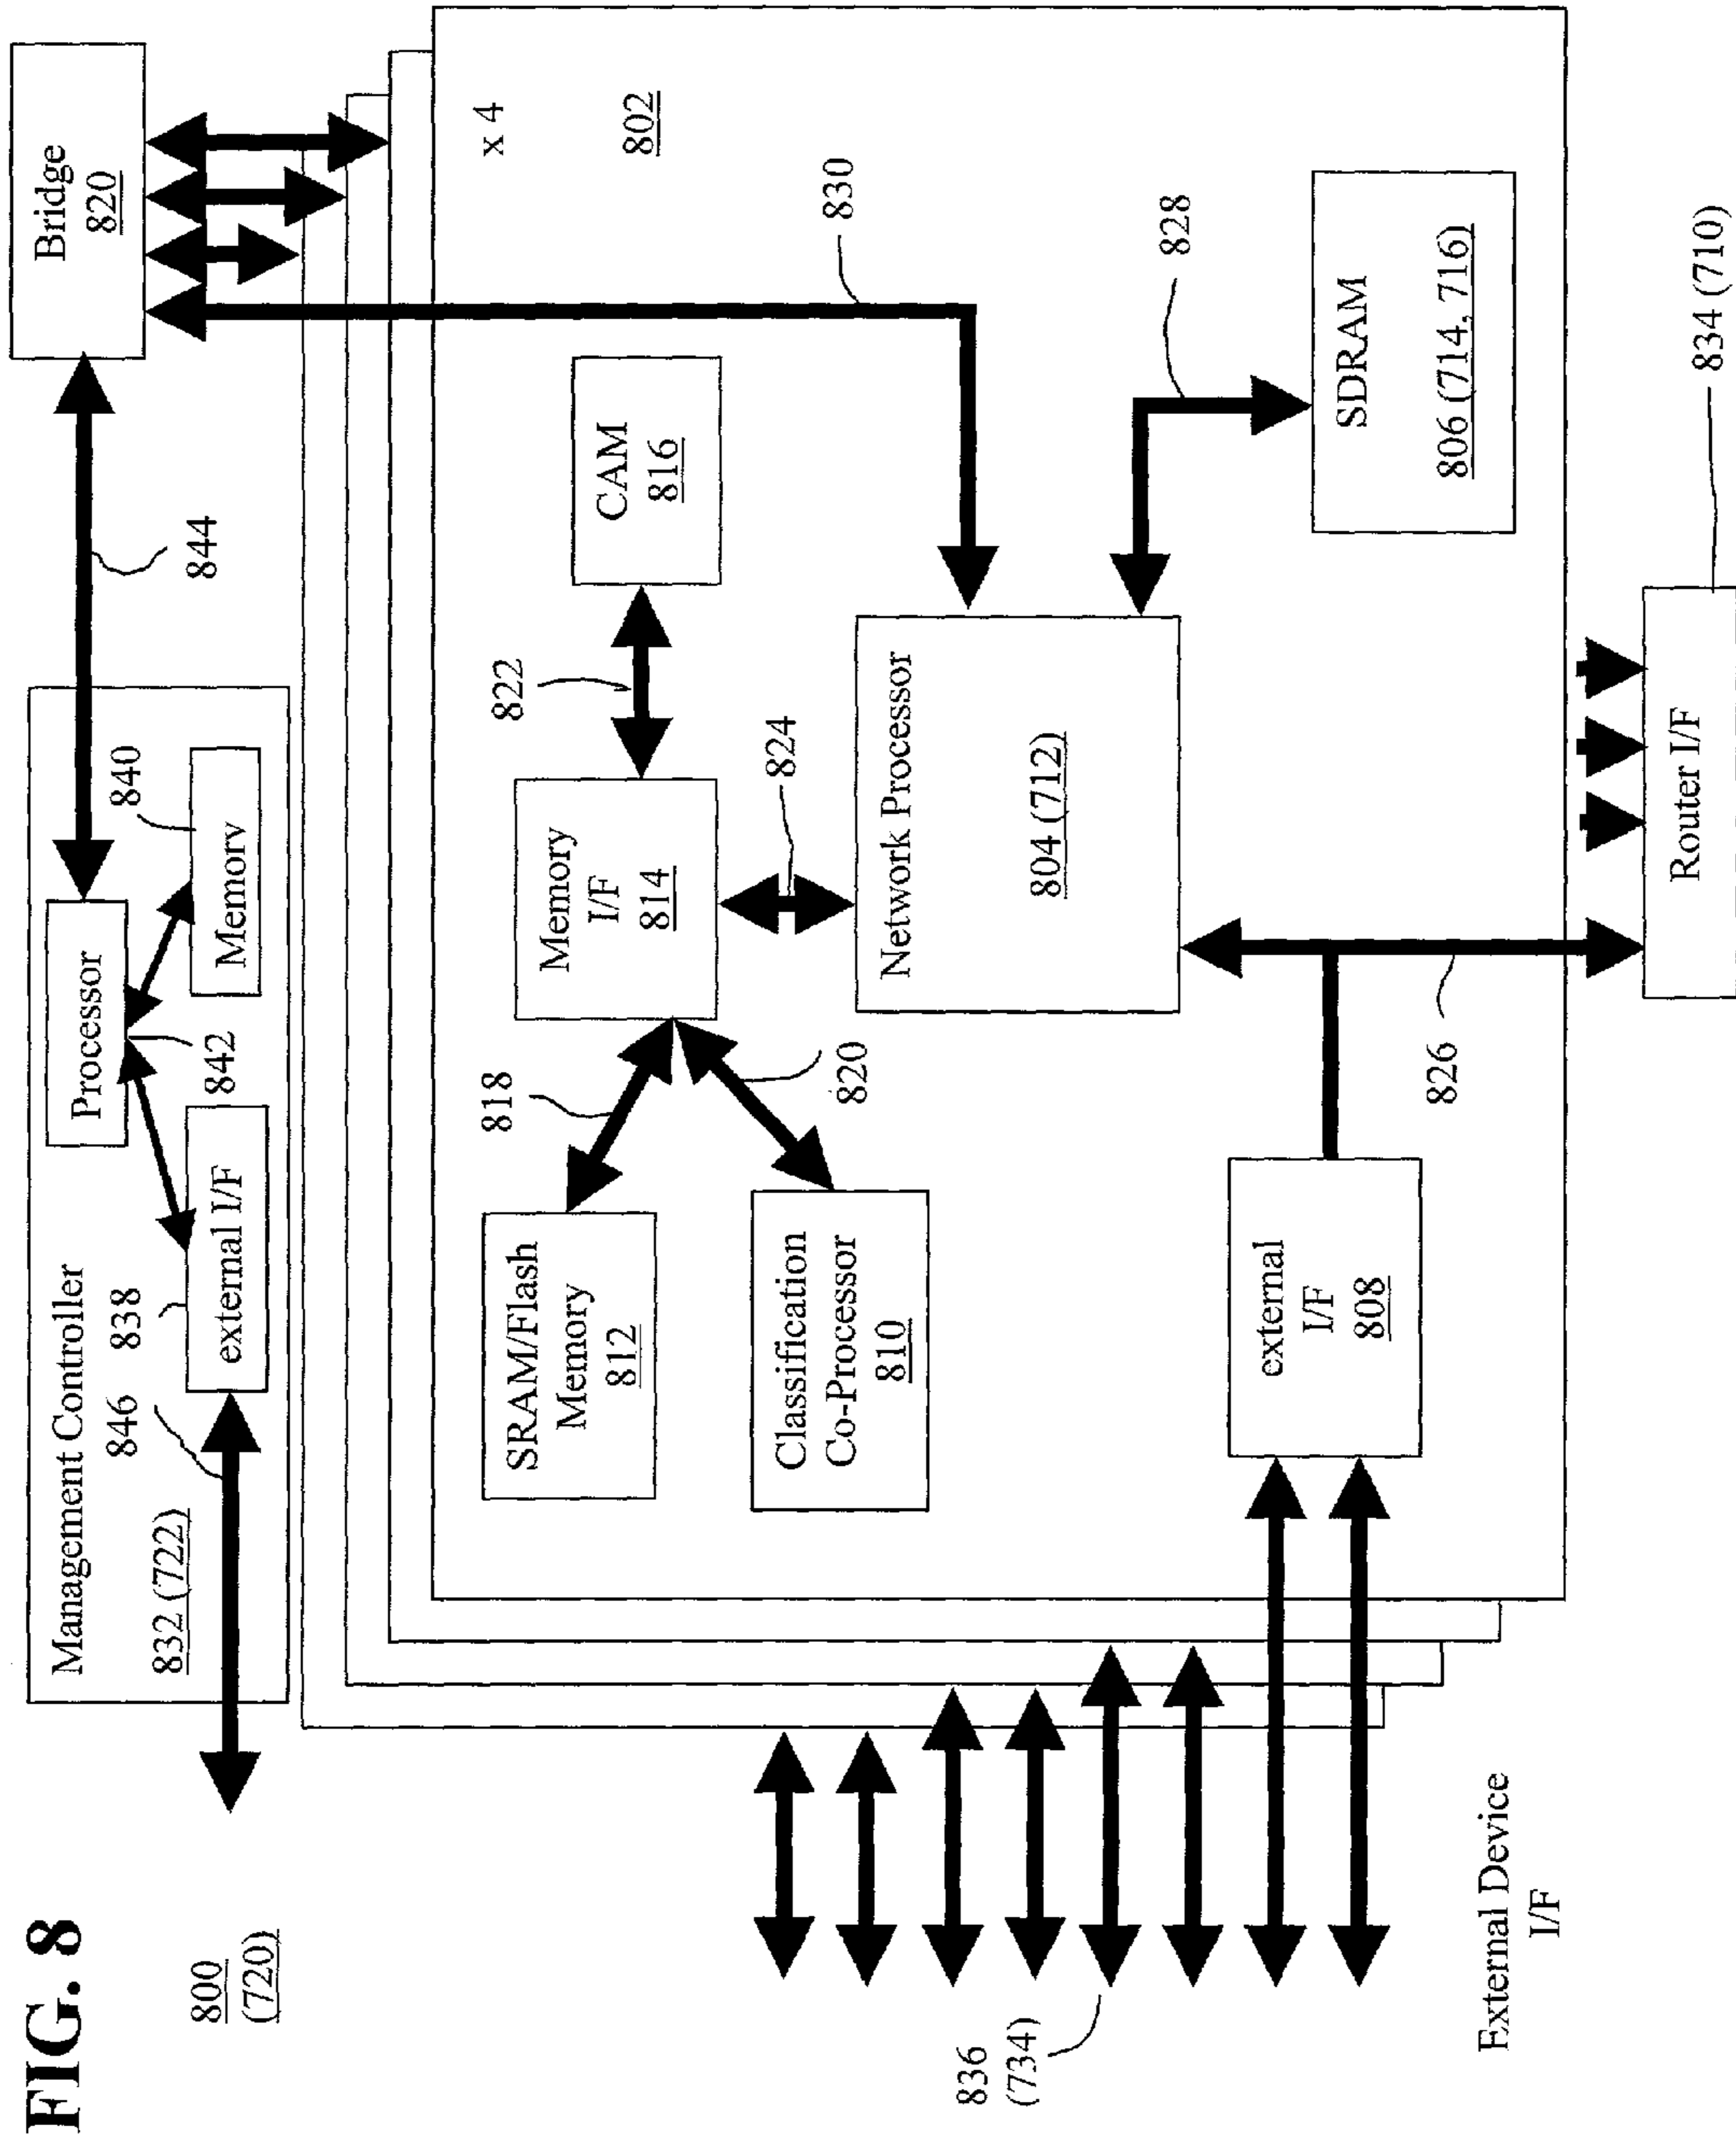 FIG. 8
800
(720)
Management Controller
832 (722)
846
838
external I/F
842
Processor
840
Memory
844
Bridge
820
x 4
802
SRAM/Flash
Memory
812
818
Memory
I/F
814
822
CAM
816
Classification
Co-Processor
810
820
824
Network Processor
804 (712)
830
828
SDRAM
806 (714, 716)
external
I/F
808
826
836
(734)
External Device
I/F
Router I/F
834 (710)